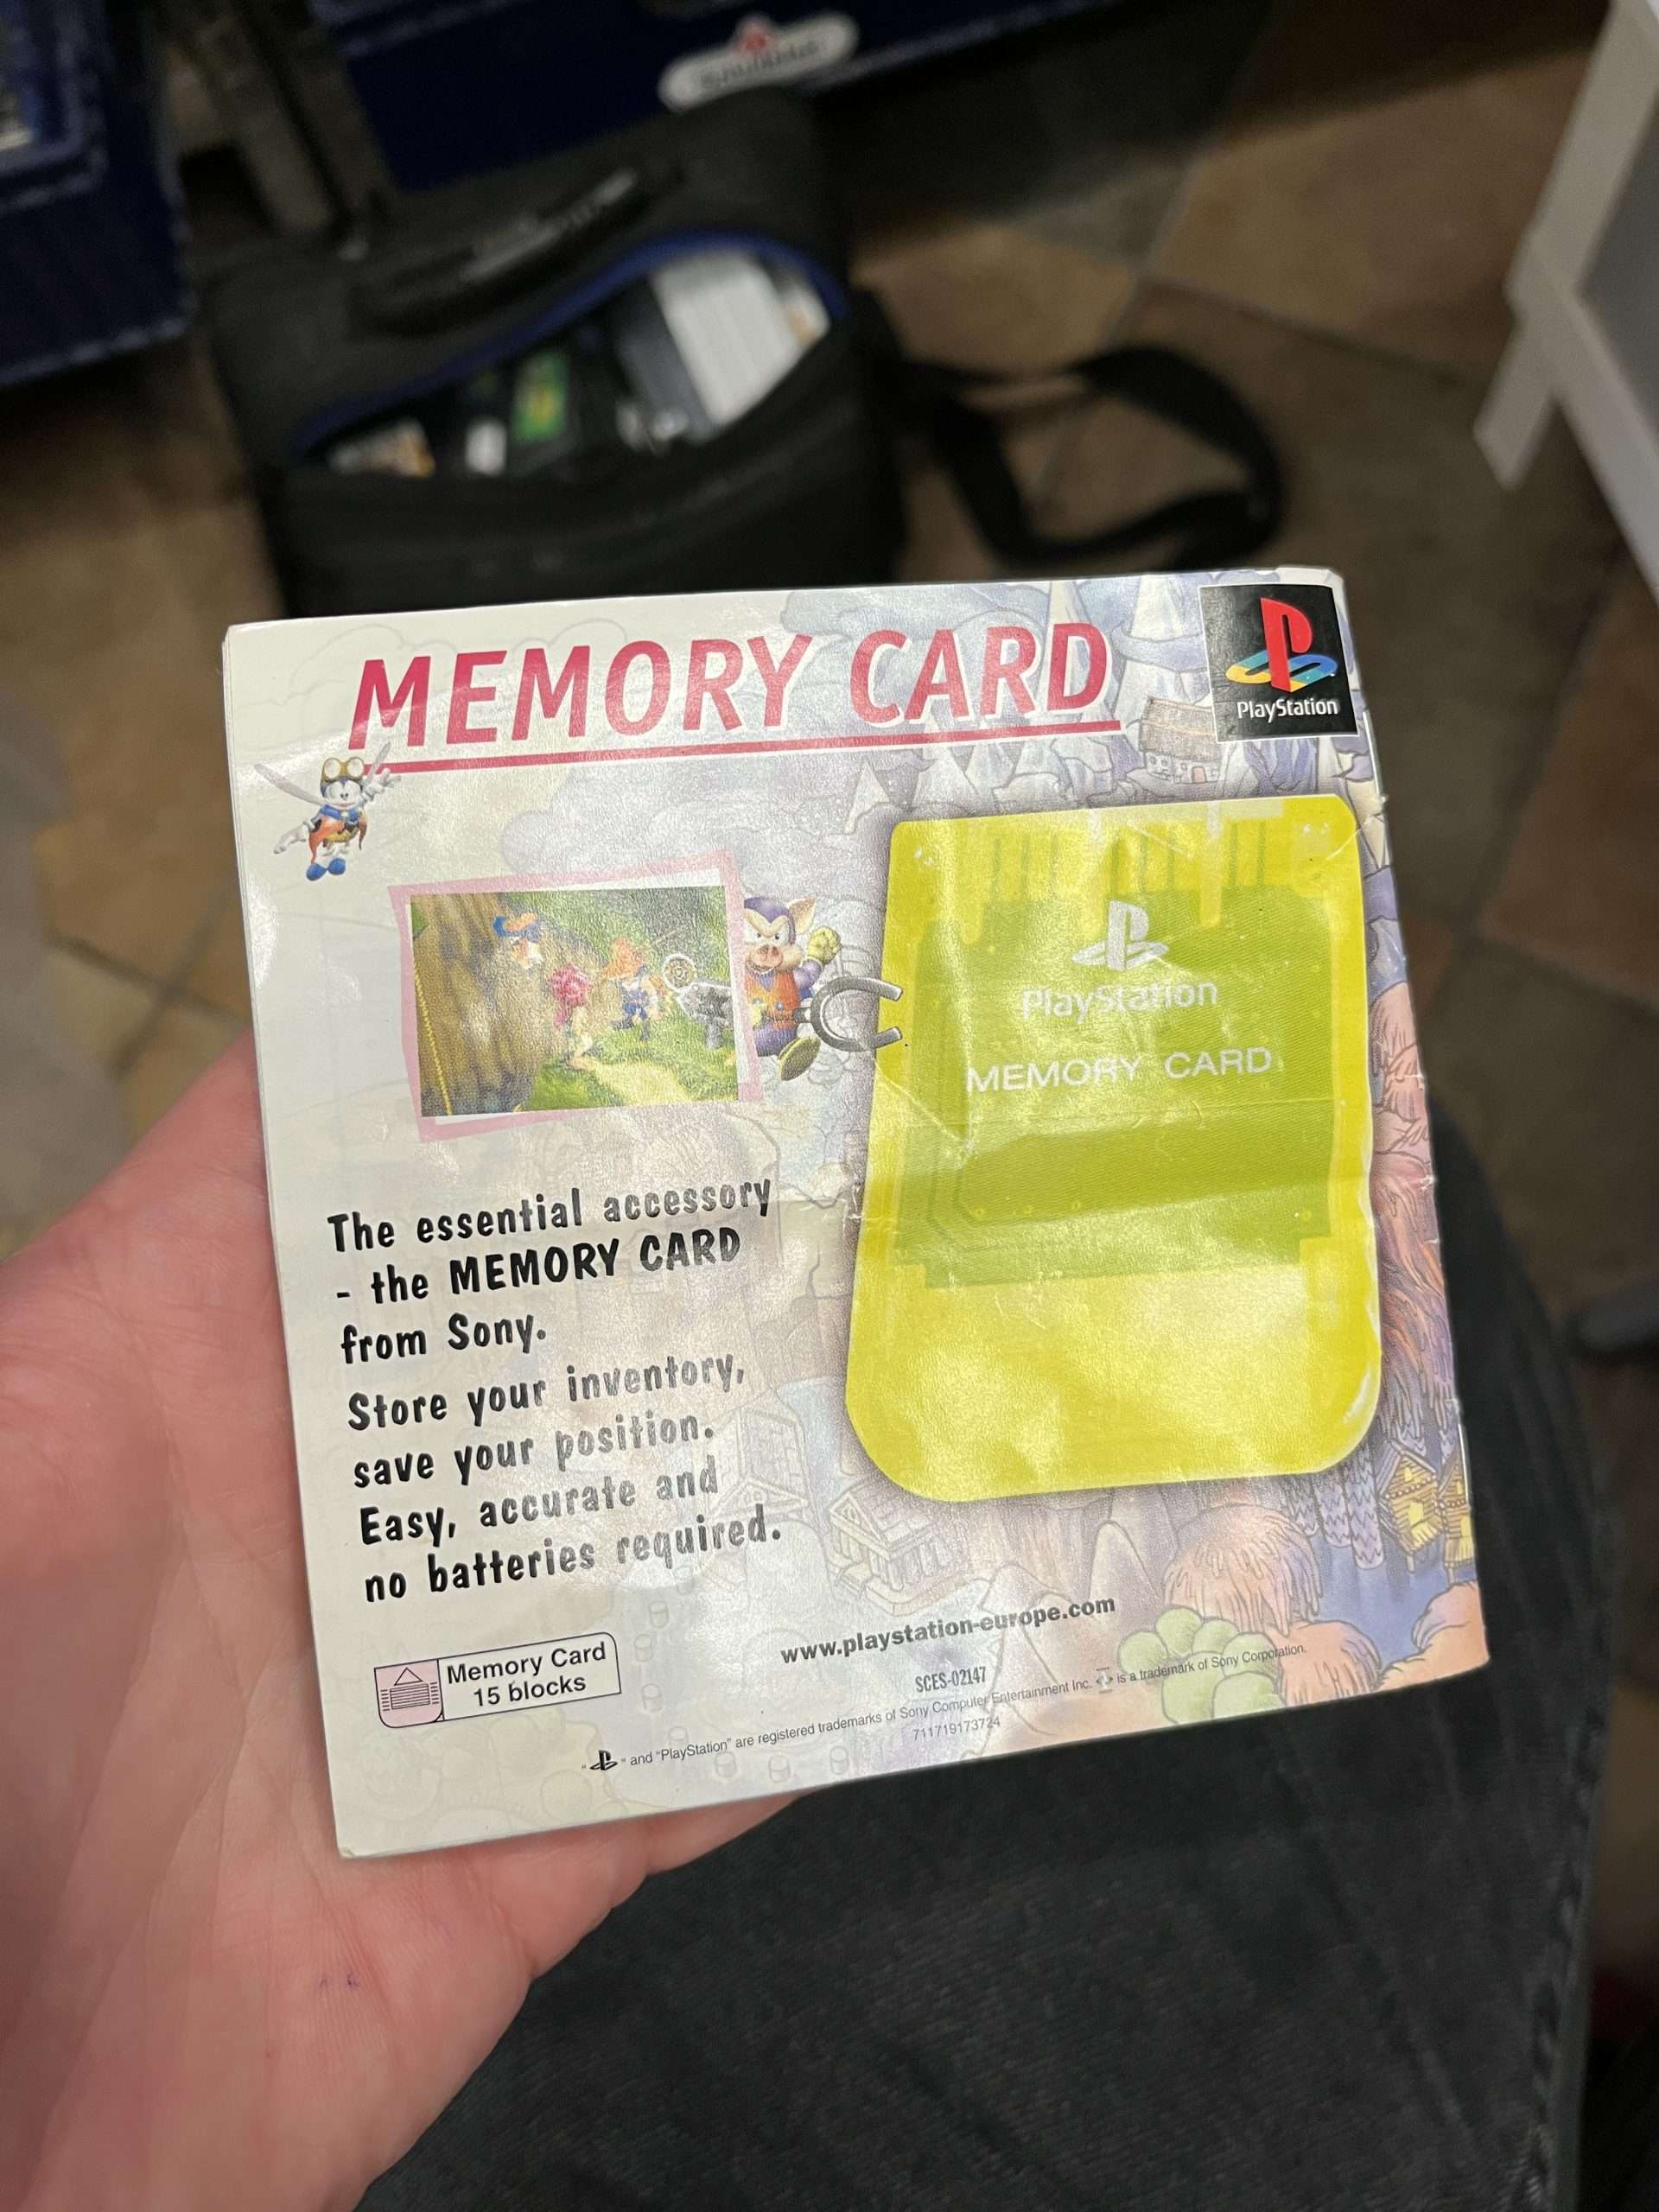 MEMORY CARD
PlayStation
PlayStation
MEMORY CARD
The essential accessory
- the MEMORY CARD
from Sony.
Store your inventory,
save your position.
Easy, accurate and
no batteries required.
Memory Card
15 blocks
www.playstation-europe.com
SCES-02147
" " and "PlayStation" are registered trademarks of Sony Computer Entertainment Inc. is a trademark of Sony Corporation.
711719173724